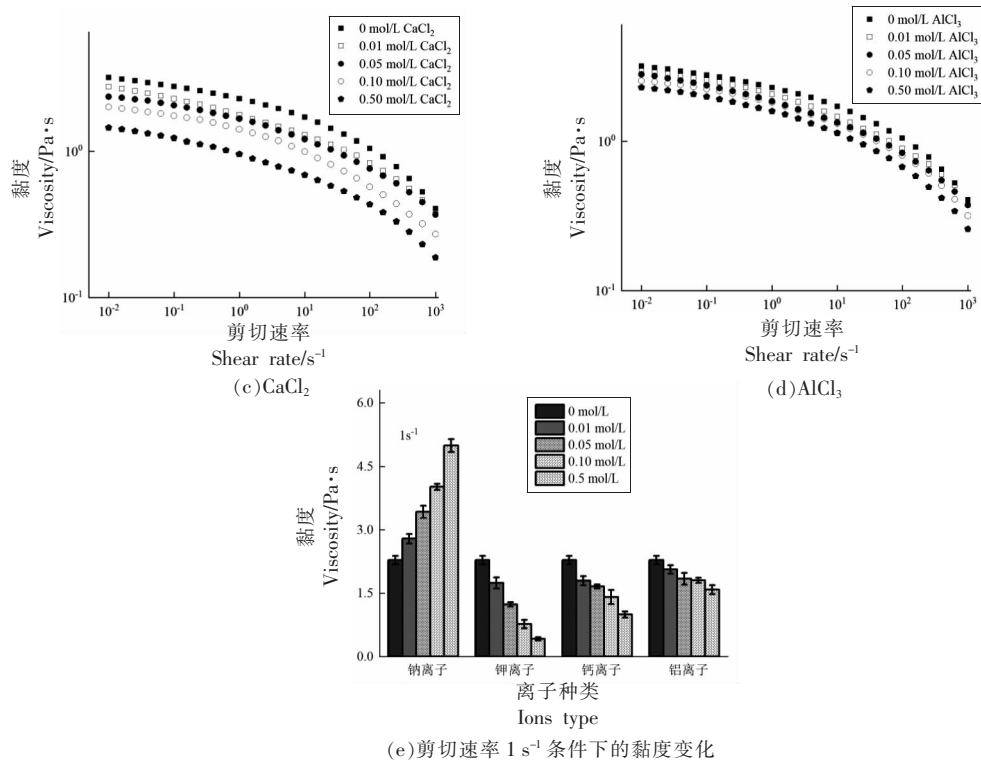 0 mol/L CaCl₂
0.01 mol/L CaCl₂
0.05 mol/L CaCl₂
0.10 mol/L CaCl₂
0.50 mol/L CaCl₂
黏度
Viscosity/Pa·s
10⁰
10⁻¹
10⁻² 10⁻¹ 10⁰ 10¹ 10² 10³
剪切速率
Shear rate/s⁻¹
(c)CaCl₂
0 mol/L AlCl₃
0.01 mol/L AlCl₃
0.05 mol/L AlCl₃
0.10 mol/L AlCl₃
0.50 mol/L AlCl₃
黏度
Viscosity/Pa·s
10⁰
10⁻¹
10⁻² 10⁻¹ 10⁰ 10¹ 10² 10³
剪切速率
Shear rate/s⁻¹
(d)AlCl₃
0 mol/L
0.01 mol/L
0.05 mol/L
0.10 mol/L
0.5 mol/L
1s⁻¹
黏度
Viscosity/Pa·s
6.0
4.5
3.0
1.5
0.0
钠离子 钾离子 钙离子 铝离子
离子种类
Ions type
(e)剪切速率 1 s⁻¹ 条件下的黏度变化